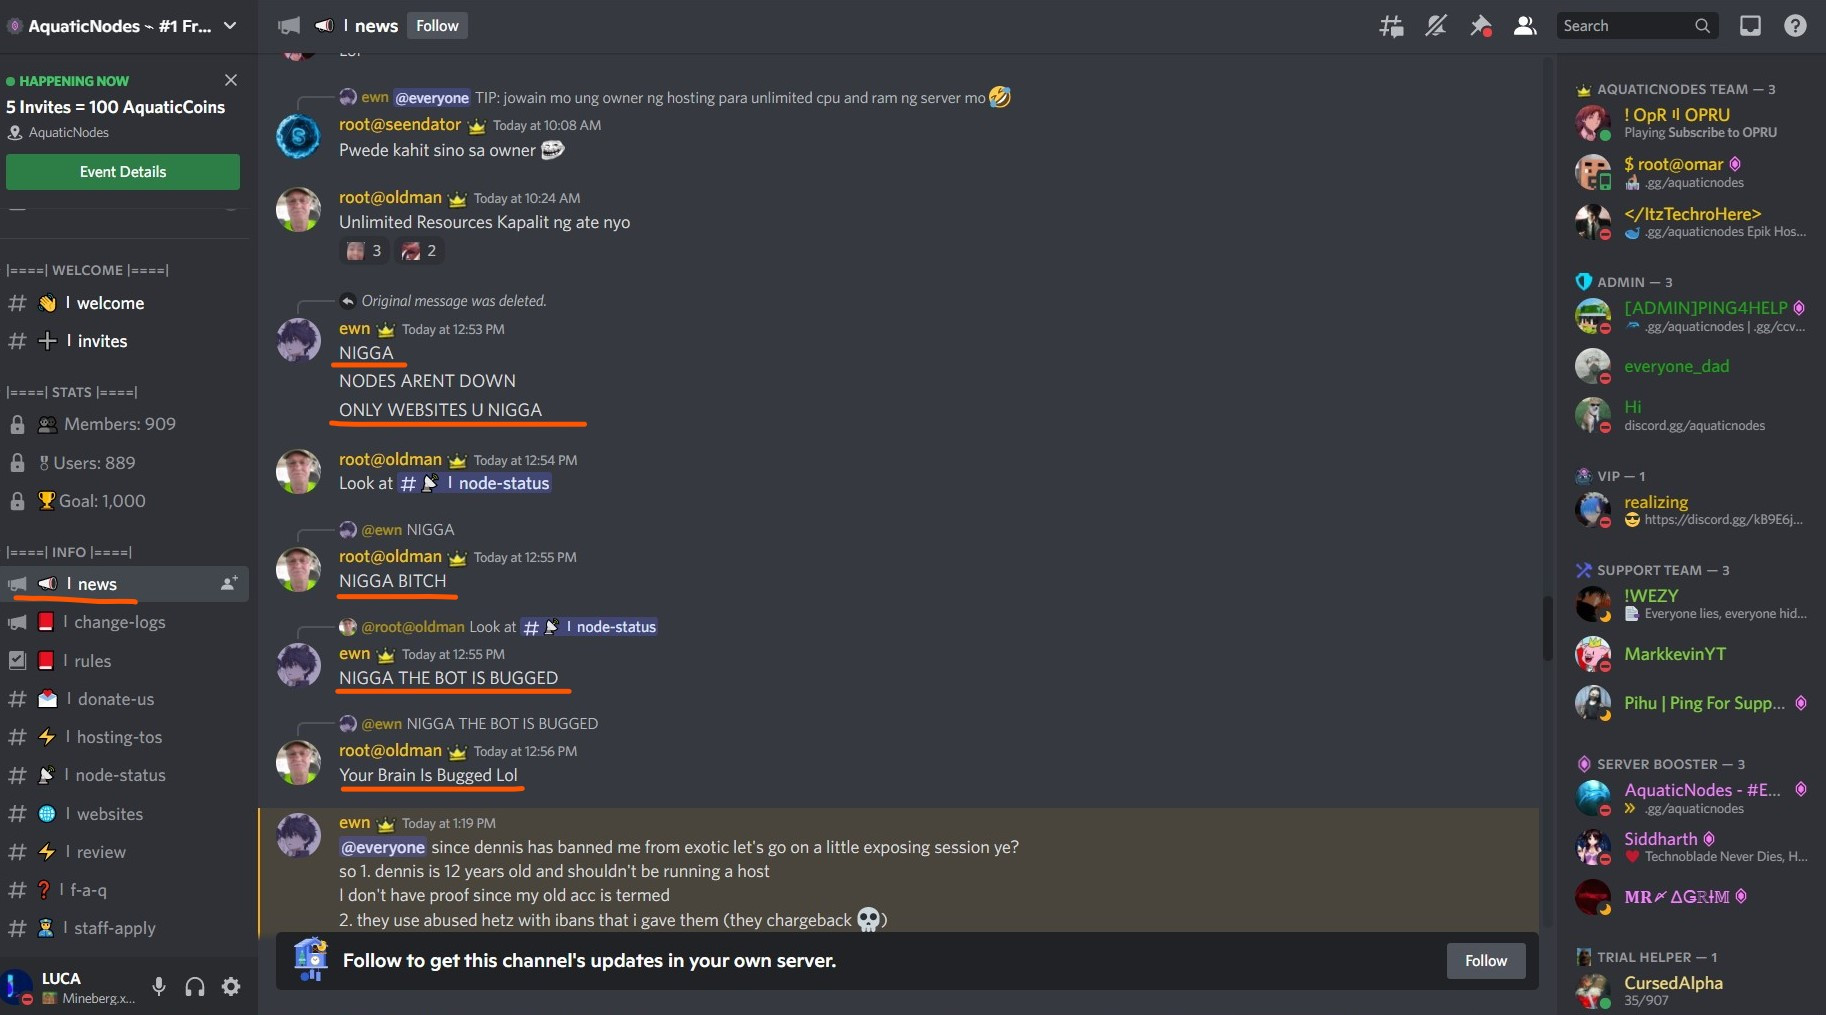 AquaticNodes ~ #1 Fr...
HAPPENING NOW
5 Invites = 100 AquaticCoins
AquaticNodes
Event Details
|====| WELCOME |====|
# 👋 | welcome
# ➕ | invites
|====| STATS |====|
Members: 909
Users: 889
🏆Goal: 1,000
|====| INFO |====|
| news
| change-logs
| rules
# | donate-us
# ⚡ | hosting-tos
# 📡 | node-status
# 🌐 | websites
# ⚡ | review
# ❓ | f-a-q
# | staff-apply
LUCA
Mineberg.x...
| news
Follow
Search
ewn @everyone TIP: jowain mo ung owner ng hosting para unlimited cpu and ram ng server mo 🤣
root@seendator Today at 10:08 AM
Pwede kahit sino sa owner
root@oldman Today at 10:24 AM
Unlimited Resources Kapalit ng ate nyo
3 2
Original message was deleted.
ewn Today at 12:53 PM
NIGGA
NODES ARENT DOWN
ONLY WEBSITES U NIGGA
root@oldman Today at 12:54 PM
Look at # 📡 | node-status
@ewn NIGGA
root@oldman Today at 12:55 PM
NIGGA BITCH
@root@oldman Look at # 📡 | node-status
ewn Today at 12:55 PM
NIGGA THE BOT IS BUGGED
@ewn NIGGA THE BOT IS BUGGED
root@oldman Today at 12:56 PM
Your Brain Is Bugged Lol
ewn Today at 1:19 PM
@everyone since dennis has banned me from exotic let's go on a little exposing session ye?
so 1. dennis is 12 years old and shouldn't be running a host
I don't have proof since my old acc is termed
2. they use abused hetz with ibans that i gave them (they chargeback 💀)
Follow to get this channel's updates in your own server.
Follow
AQUATICNODES TEAM — 3
! OpR 〢 OPRU
Playing Subscribe to OPRU
$ root@omar
.gg/aquaticnodes
</ItzTechroHere>
.gg/aquaticnodes Epik Hos...
ADMIN — 3
[ADMIN]PING4HELP
.gg/aquaticnodes | .gg/ccv...
everyone_dad
Hi
discord.gg/aquaticnodes
VIP — 1
realizing
😎 https://discord.gg/kB9E6j...
SUPPORT TEAM — 3
!WEZY
Everyone lies, everyone hid...
MarkkevinYT
Pihu | Ping For Supp...
SERVER BOOSTER — 3
AquaticNodes - #E...
.gg/aquaticnodes
Siddharth
Technoblade Never Dies, H...
TRIAL HELPER — 1
CursedAlpha
35/907